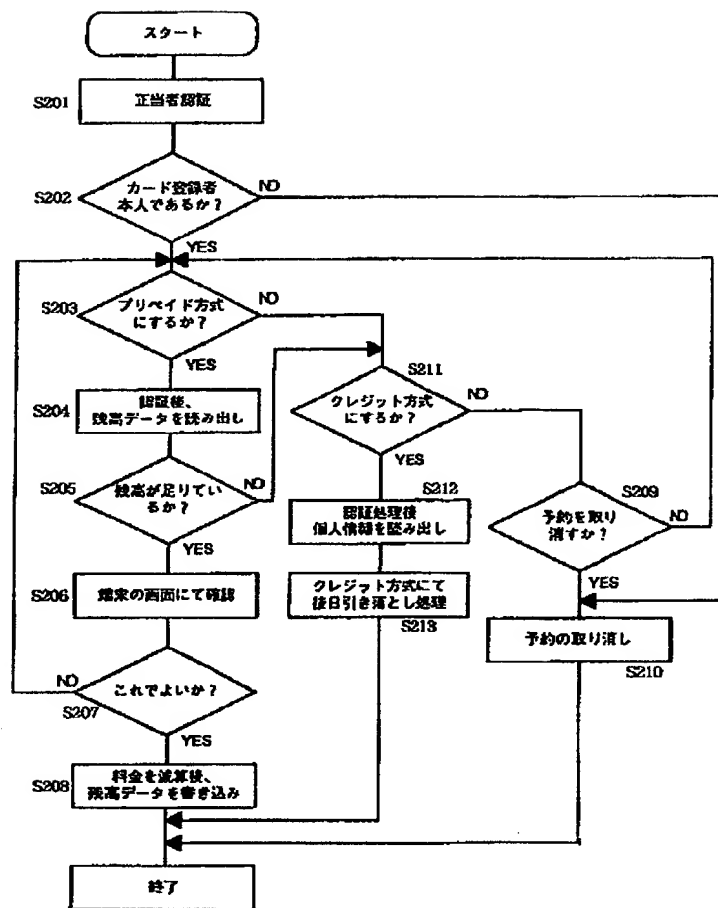 スタート
S201
正当者認証
S202
カード登録者
本人であるか？
NO
YES
S203
プリペイド方式
にするか？
NO
YES
S204
認証後、
残高データを読み出し
S211
クレジット方式
にするか？
NO
YES
S205
残高が足りてい
るか？
NO
YES
S212
認証処理後
個人情報を読み出し
S209
予約を取り
消すか？
NO
YES
S206
端末の画面にて確認
クレジット方式にて
後日引き落とし処理
S213
予約の取り消し
S210
NO
これでよいか？
S207
YES
S208
料金を減算後、
残高データを書き込み
終了